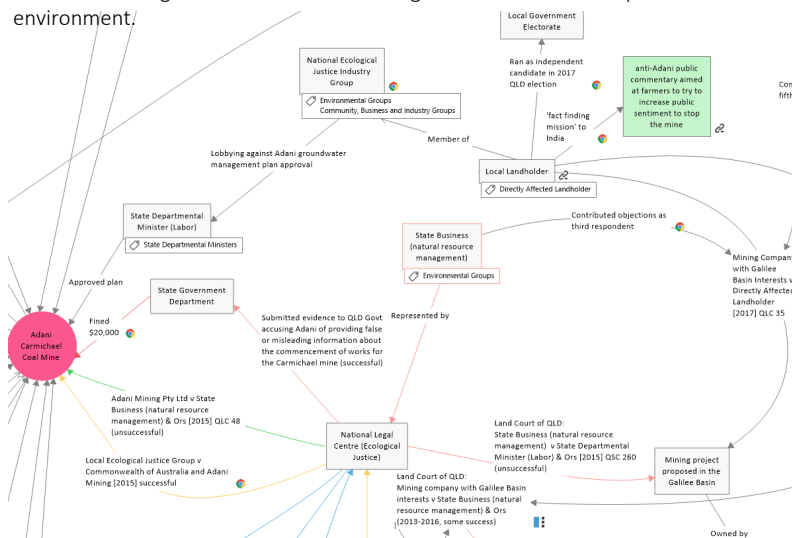 environment.
Local Government
Electorate
National Ecological
Justice Industry
Group
Environmental Groups
Community, Business and Industry Groups
Ran as independent
candidate in 2017
QLD election
anti-Adani public
commentary aimed
at farmers to try to
increase public
sentiment to stop
the mine
Con
fifth
'fact finding
mission' to
India
Member of
Lobbying against Adani groundwater
management plan approval
Local Landholder
Directly Affected Landholder
State Departmental
Minister (Labor)
State Departmental Ministers
State Business
(natural resource
management)
Environmental Groups
Contributed objections as
third respondent
Mining Company
with Galilee
Basin Interests v
Directly Affected
Landholder
[2017] QLC 35
Approved plan
State Government
Department
Fined
$20,000
Adani
Carmichael
Coal Mine
Submitted evidence to QLD Govt
accusing Adani of providing false
or misleading information about
the commencement of works for
the Carmichael mine (successful)
Represented by
Adani Mining Pty Ltd v State
Business (natural resource
management) & Ors [2015] QLC 48
(unsuccessful)
National Legal
Centre (Ecological
Justice)
Land Court of QLD:
State Business (natural resource
management) v State Departmental
Minister (Labor) & Ors [2015] QSC 260
(unsuccessful)
Mining project
proposed in the
Galilee Basin
Local Ecological Justice Group v
Commonwealth of Australia and Adani
Mining [2015] successful
Land Court of QLD:
Mining company with Galilee Basin
interests v State Business (natural
resource management) & Ors
(2013-2016, some success)
Owned by